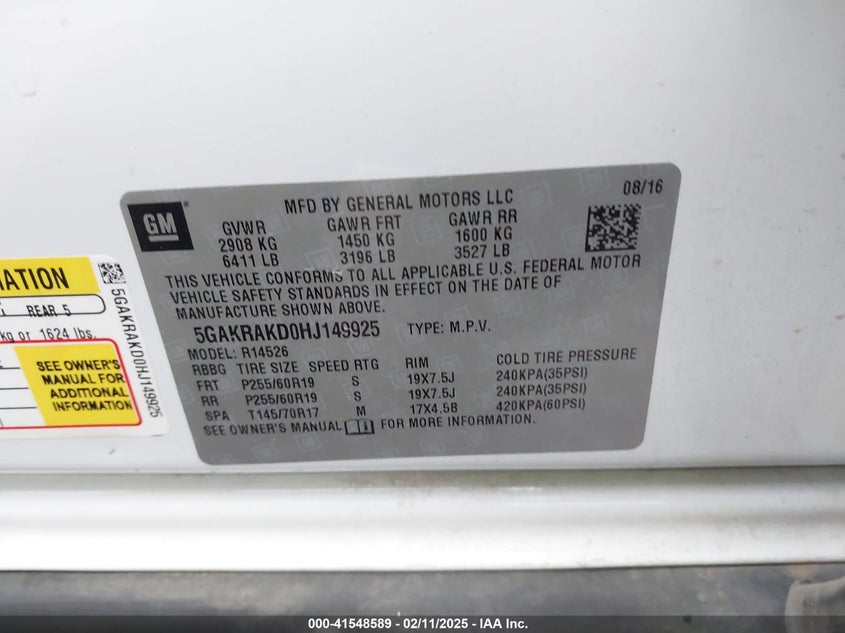 MFD BY GENERAL MOTORS LLC 08/16
GM
GVWR GAWR FRT GAWR RR
2908 KG 1450 KG 1600 KG
6411 LB 3196 LB 3527 LB
THIS VEHICLE CONFORMS TO ALL APPLICABLE U.S. FEDERAL MOTOR
VEHICLE SAFETY STANDARDS IN EFFECT ON THE DATE OF
MANUFACTURE SHOWN ABOVE.
5GAKRAKD0HJ149925 TYPE: M.P.V.
MODEL: R14526
RBBG TIRE SIZE SPEED RTG RIM COLD TIRE PRESSURE
FRT P255/60R19 S 19X7.5J 240KPA(35PSI)
RR P255/60R19 S 19X7.5J 240KPA(35PSI)
SPA T145/70R17 M 17X4.5B 420KPA(60PSI)
SEE OWNER'S MANUAL FOR MORE INFORMATION.
MATION
REAR 5
kg or 1624 lbs.
SEE OWNER'S
MANUAL FOR
ADDITIONAL
INFORMATION
5GAKRAKD0HJ149925
000-41548589 - 02/11/2025 - IAA Inc.